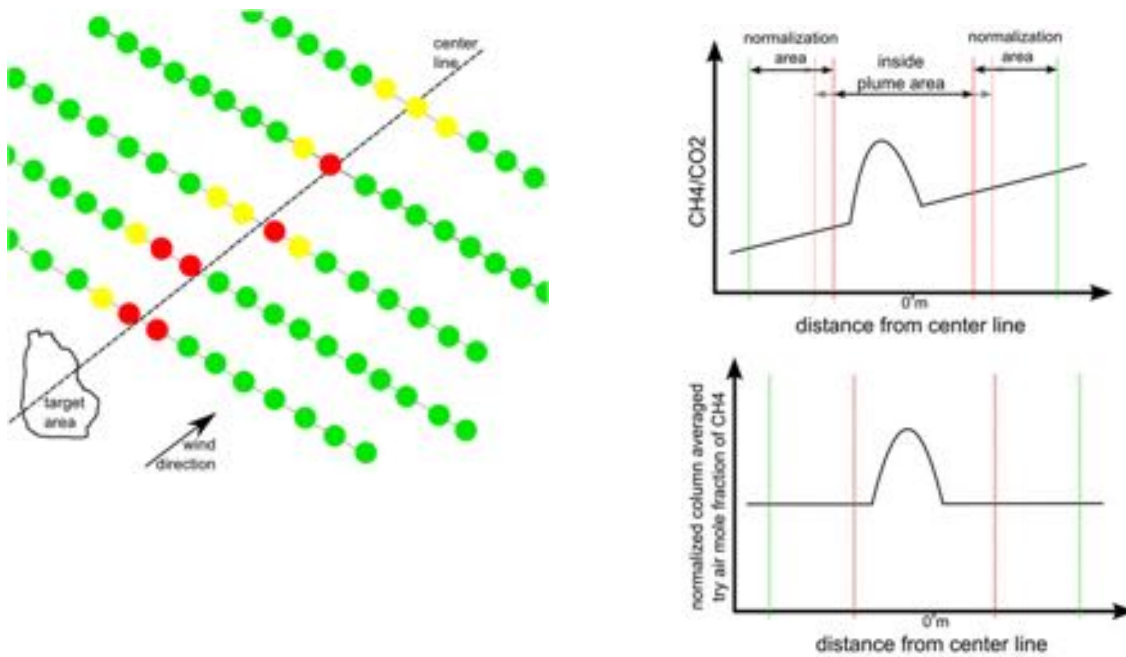 center
line
target
area
wind
direction
normalization
area
inside
plume area
normalization
area
CH4/CO2
0°m
distance from center line
normalized column averaged
try air mole fraction of CH4
0°m
distance from center line